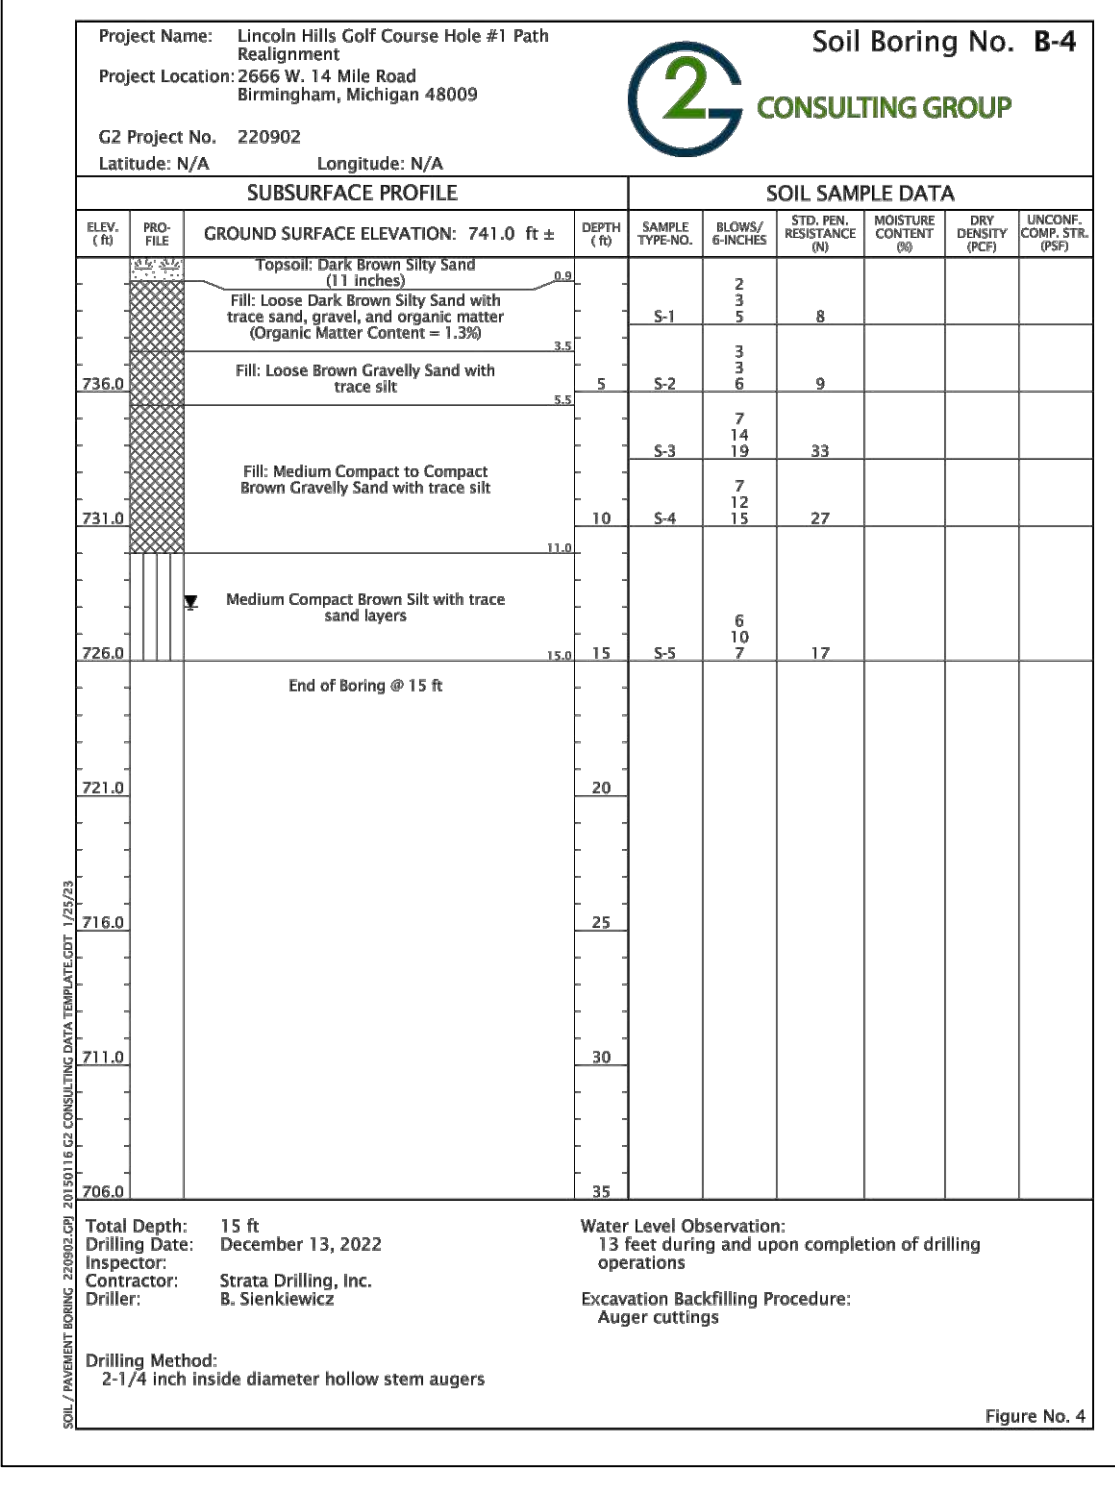 Project Name: Lincoln Hills Golf Course Hole #1 Path
Realignment
Project Location: 2666 W. 14 Mile Road
Birmingham, Michigan 48009
G2 Project No. 220902
Latitude: N/A Longitude: N/A
G2 CONSULTING GROUP
Soil Boring No. B-4
SUBSURFACE PROFILE
SOIL SAMPLE DATA
ELEV.
( ft)
PRO-
FILE
GROUND SURFACE ELEVATION: 741.0 ft ±
DEPTH
( ft)
SAMPLE
TYPE-NO.
BLOWS/
6-INCHES
STD. PEN.
RESISTANCE
(N)
MOISTURE
CONTENT
(%)
DRY
DENSITY
(PCF)
UNCONF.
COMP. STR.
(PSF)
Topsoil: Dark Brown Silty Sand
(11 inches)
0.9
Fill: Loose Dark Brown Silty Sand with
trace sand, gravel, and organic matter
(Organic Matter Content = 1.3%)
3.5
2
3
S-1 5 8
Fill: Loose Brown Gravelly Sand with
trace silt
5.5
3
3
736.0 5 S-2 6 9
7
14
S-3 19 33
Fill: Medium Compact to Compact
Brown Gravelly Sand with trace silt
7
12
731.0 10 S-4 15 27
11.0
Medium Compact Brown Silt with trace
sand layers
6
10
726.0 15.0 15 S-5 7 17
End of Boring @ 15 ft
721.0 20
716.0 25
711.0 30
706.0 35
SOIL / PAVEMENT BORING 220902.GPJ 20150116 G2 CONSULTING DATA TEMPLATE.GDT 1/25/23
Total Depth: 15 ft
Drilling Date: December 13, 2022
Inspector:
Contractor: Strata Drilling, Inc.
Driller: B. Sienkiewicz
Drilling Method:
2-1/4 inch inside diameter hollow stem augers
Water Level Observation:
13 feet during and upon completion of drilling
operations
Excavation Backfilling Procedure:
Auger cuttings
Figure No. 4